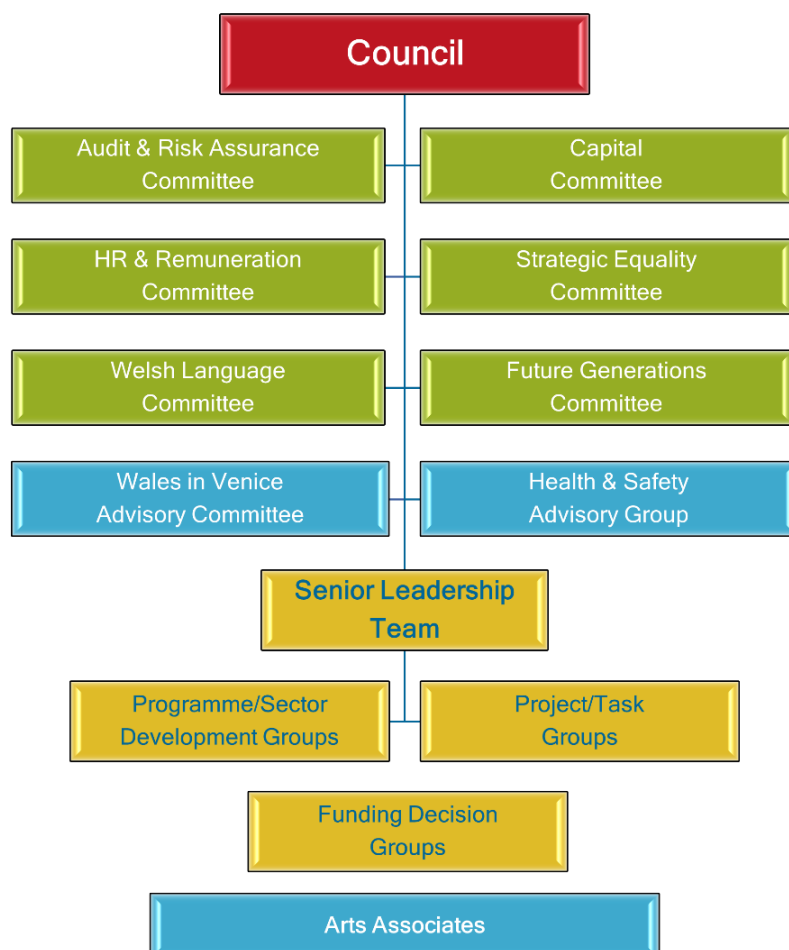 Council
Audit & Risk Assurance
Committee
Capital
Committee
HR & Remuneration
Committee
Strategic Equality
Committee
Welsh Language
Committee
Future Generations
Committee
Wales in Venice
Advisory Committee
Health & Safety
Advisory Group
Senior Leadership
Team
Programme/Sector
Development Groups
Project/Task
Groups
Funding Decision
Groups
Arts Associates